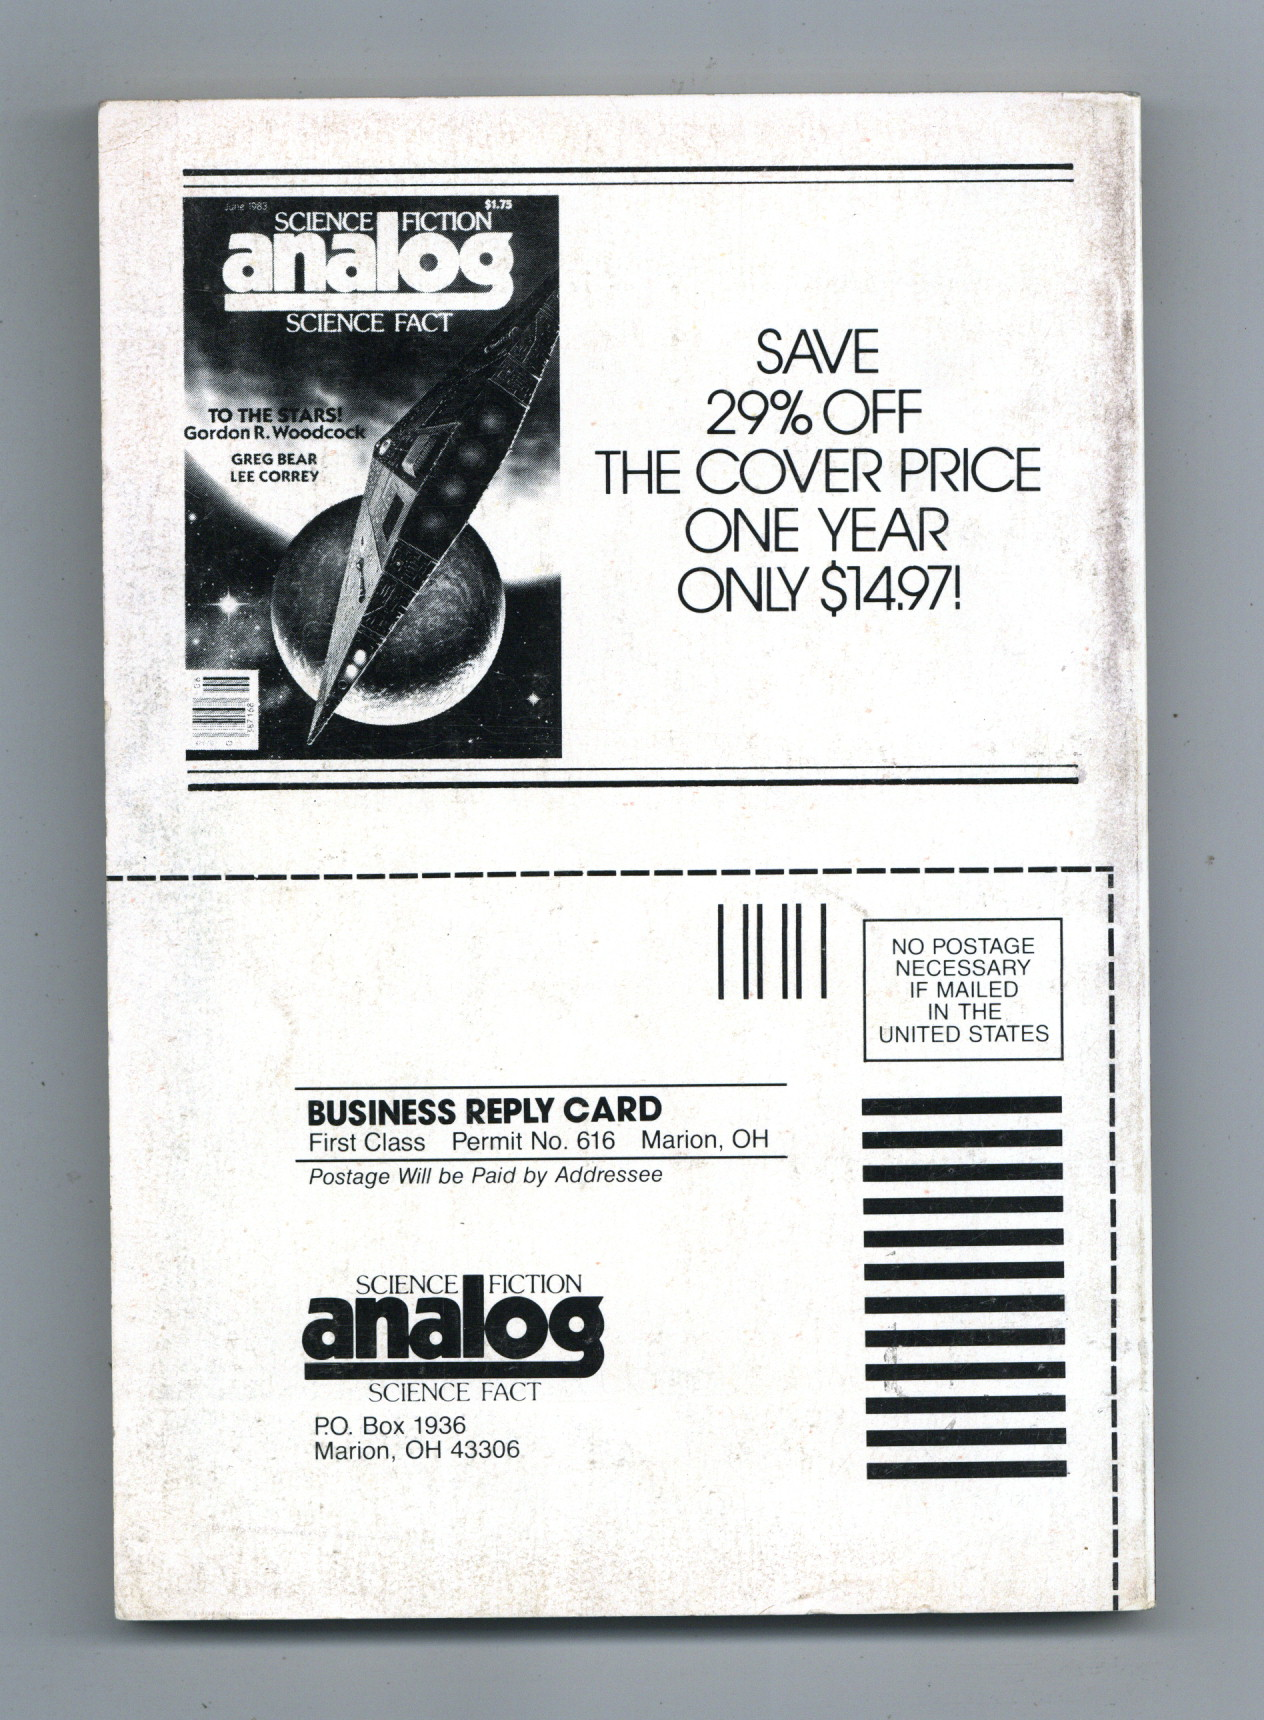 June 1983
$1.75
SCIENCE FICTION
analog
SCIENCE FACT
TO THE STARS!
Gordon R. Woodcock
GREG BEAR
LEE CORREY
SAVE
29% OFF
THE COVER PRICE
ONE YEAR
ONLY $14.97!
NO POSTAGE
NECESSARY
IF MAILED
IN THE
UNITED STATES
BUSINESS REPLY CARD
First Class Permit No. 616 Marion, OH
Postage Will be Paid by Addressee
SCIENCE FICTION
analog
SCIENCE FACT
P.O. Box 1936
Marion, OH 43306